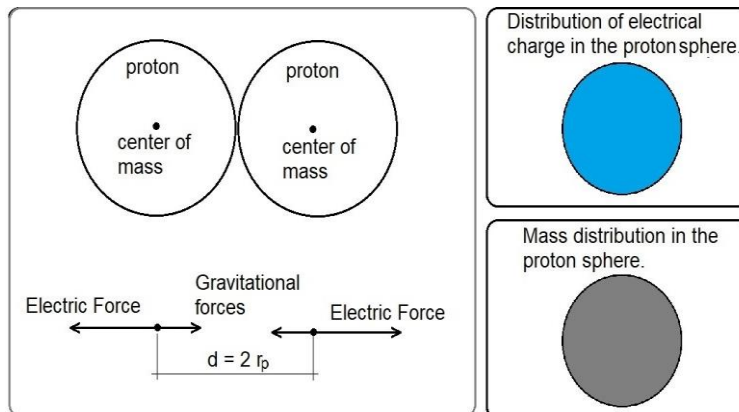 proton
proton
center of
mass
center of
mass
Gravitational
forces
Electric Force
Electric Force
d = 2 rp
Distribution of electrical
charge in the proton sphere.
Mass distribution in the
proton sphere.